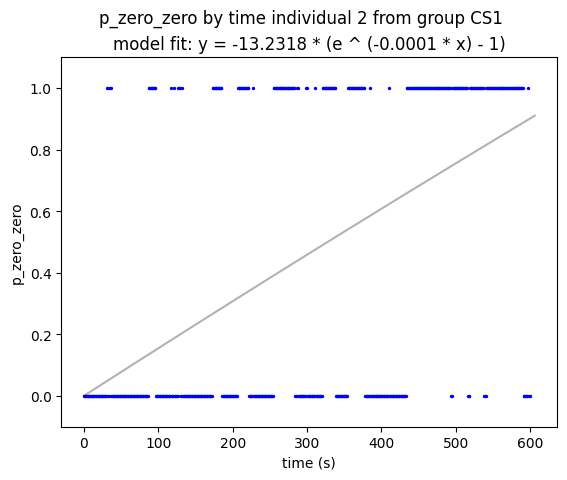 p_zero_zero by time individual 2 from group CS1
model fit: y = -13.2318 * (e ^ (-0.0001 * x) - 1)
1.0
0.8
0.6
0.4
0.2
0.0
p_zero_zero
0 100 200 300 400 500 600
time (s)